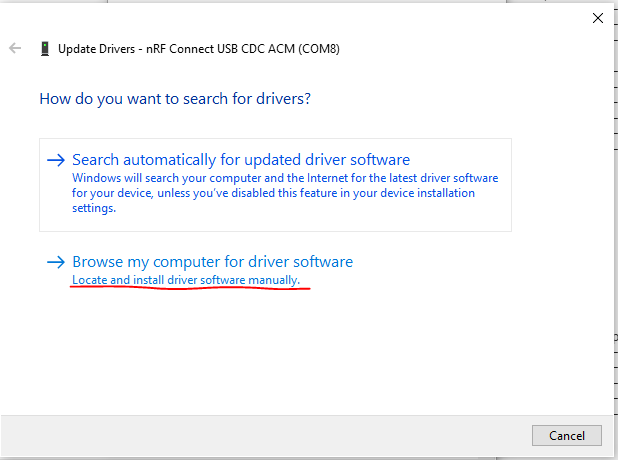 Update Drivers - nRF Connect USB CDC ACM (COM8)
How do you want to search for drivers?
Search automatically for updated driver software
Windows will search your computer and the Internet for the latest driver software
for your device, unless you've disabled this feature in your device installation
settings.
Browse my computer for driver software
Locate and install driver software manually.
Cancel